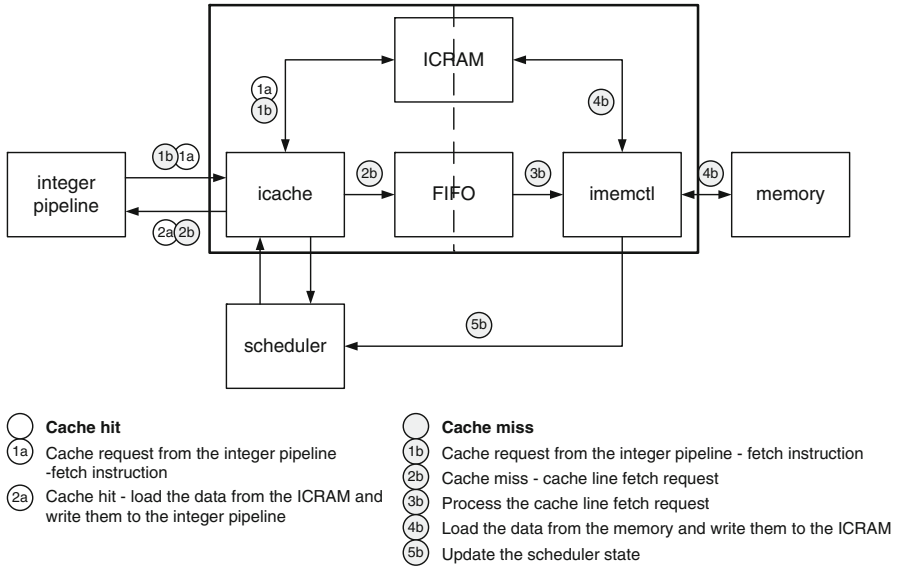 ICRAM
1a
1b
4b
integer
pipeline
1b 1a
2a 2b
icache
2b
FIFO
3b
imemctl
4b
memory
scheduler
5b
Cache hit
1a Cache request from the integer pipeline
-fetch instruction
2a Cache hit - load the data from the ICRAM and
write them to the integer pipeline
Cache miss
1b Cache request from the integer pipeline - fetch instruction
2b Cache miss - cache line fetch request
3b Process the cache line fetch request
4b Load the data from the memory and write them to the ICRAM
5b Update the scheduler state